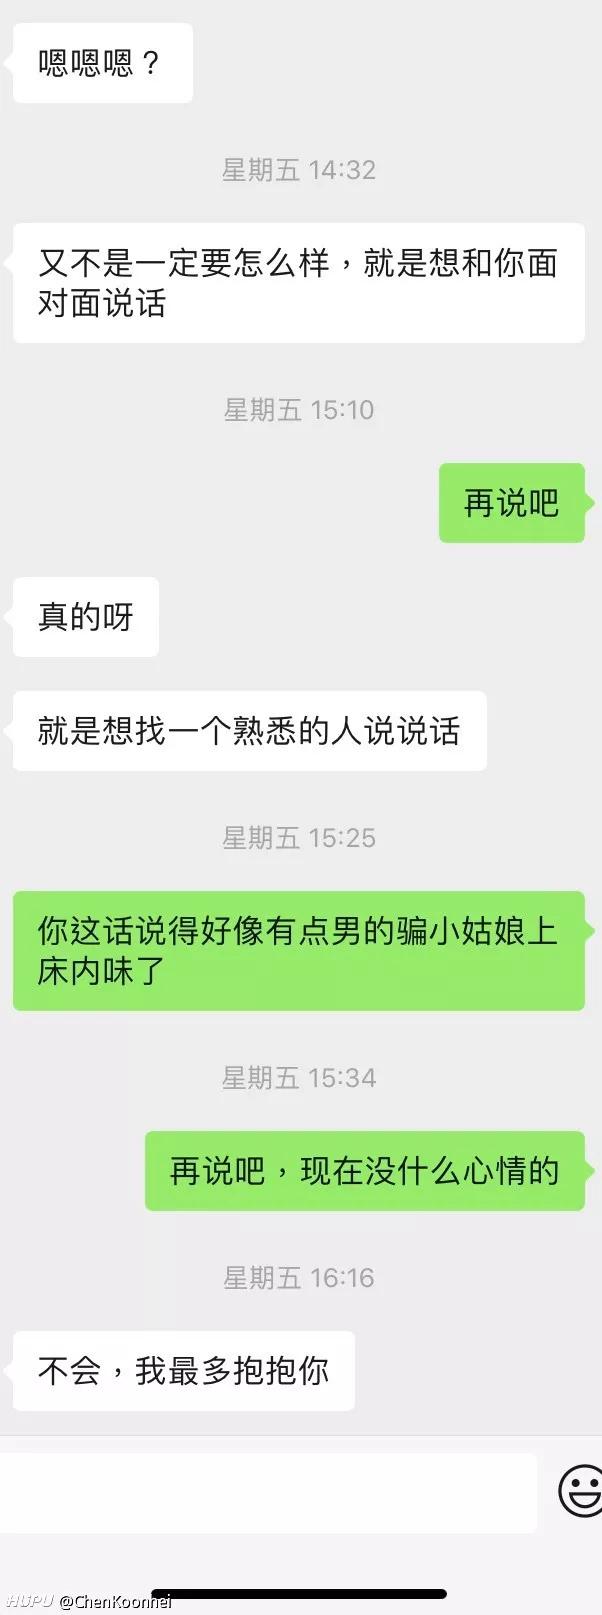 嗯嗯嗯？
星期五 14:32
又不是一定要怎么样，就是想和你面
对面说话
星期五 15:10
再说吧
真的呀
就是想找一个熟悉的人说说话
星期五 15:25
你这话说得好像有点男的骗小姑娘上
床内味了
星期五 15:34
再说吧，现在没什么心情的
星期五 16:16
不会，我最多抱抱你
HUPU @ChenKoonnei